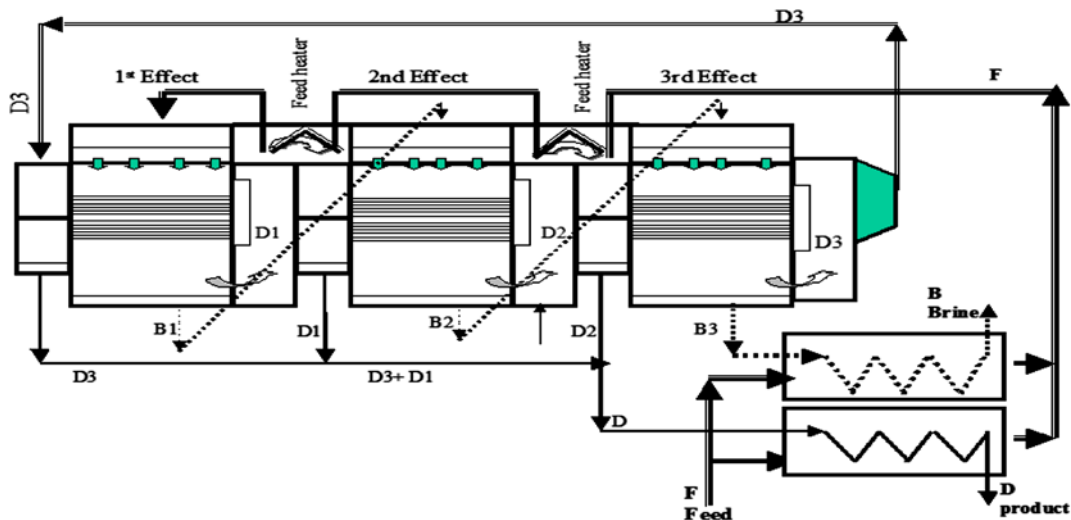 D3
D3
1st Effect
Feed heater
2nd Effect
Feed heater
3rd Effect
F
D1
D2
D3
B1
D1
B2
D2
B3
B
Brine
D3
D3+ D1
D
F
Feed
D
product